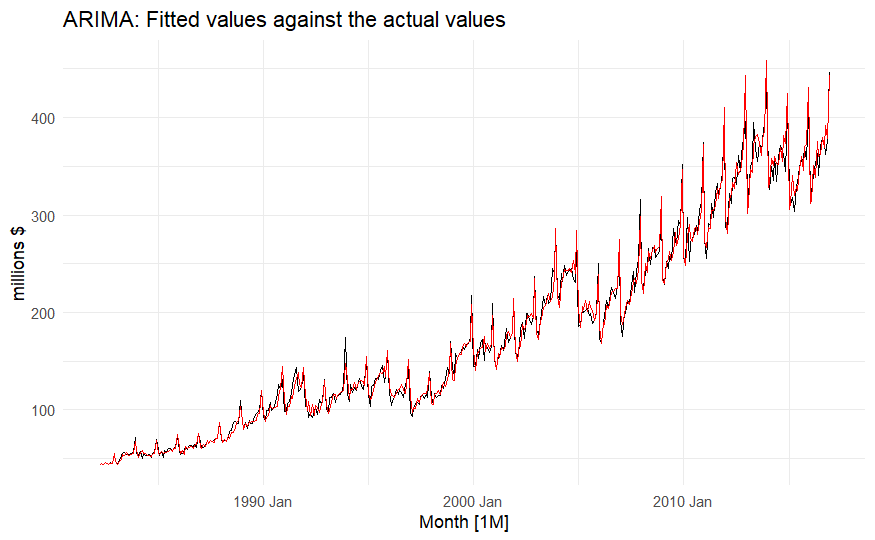 ARIMA: Fitted values against the actual values
millions $
400
300
200
100
1990 Jan
2000 Jan
2010 Jan
Month [1M]